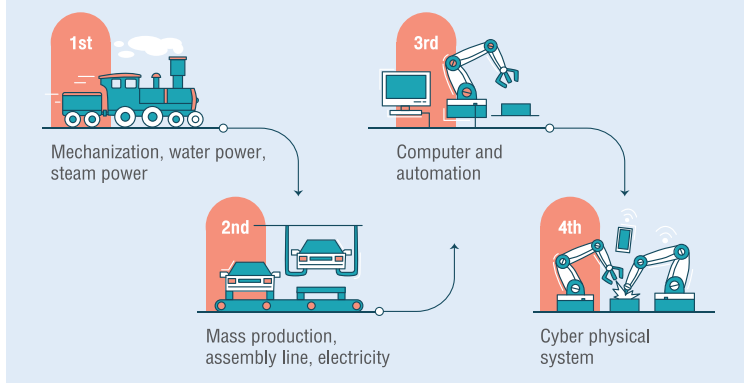 1st
Mechanization, water power,
steam power
2nd
Mass production,
assembly line, electricity
3rd
Computer and
automation
4th
Cyber physical
system